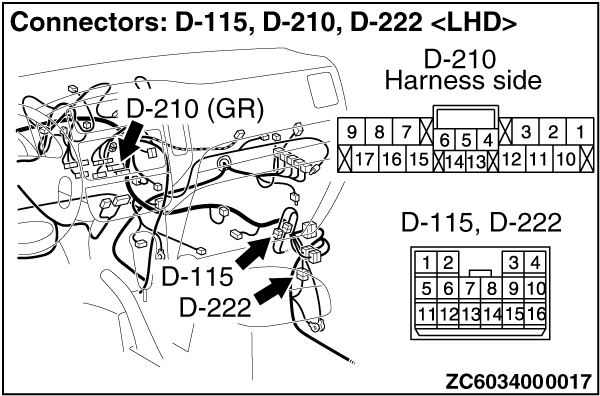 Connectors: D-115, D-210, D-222 <LHD>
D-210
Harness side
D-210 (GR)
9 8 7 6 5 4 3 2 1
17 16 15 14 13 12 11 10
D-115, D-222
D-115
D-222
1 2 3 4
5 6 7 8 9 10
11 12 13 14 15 16
ZC6034000017